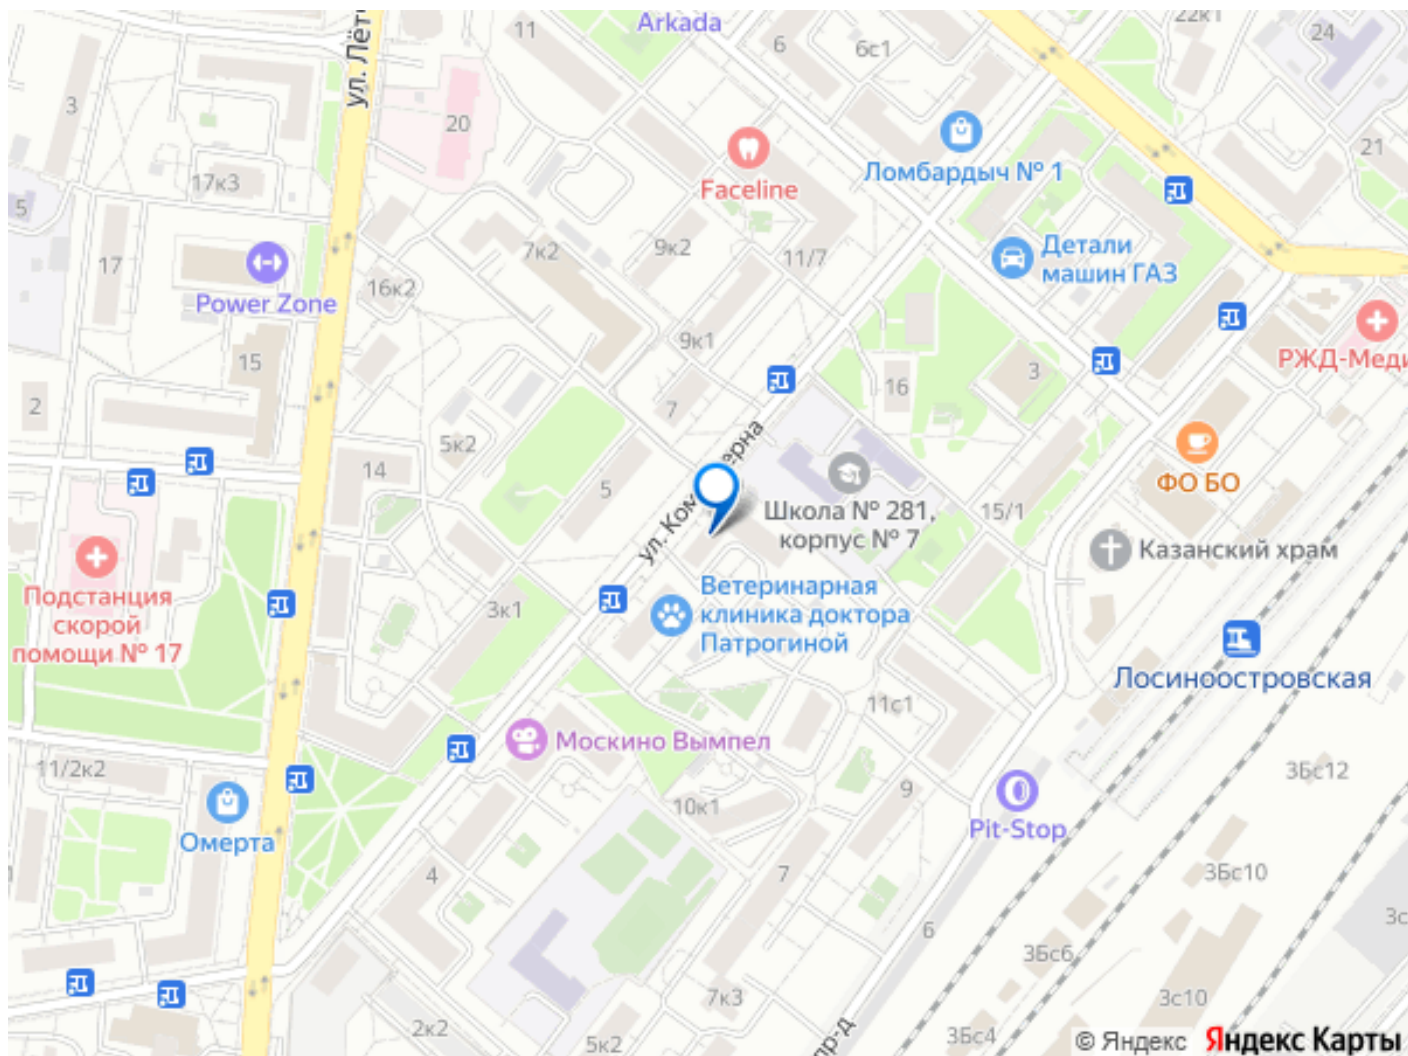 Arkada
11
6
6с1
22к1
24
ул. Лёт
3
20
21
Ломбардыч № 1
17к3
Faceline
5
7к2
9к2
11/7
Детали
машин ГАЗ
17
16к2
Power Zone
9к1
15
РЖД-Меди
3
16
2
7
5к2
14
5
ФО БО
Школа № 281,
корпус № 7
15/1
Казанский храм
Подстанция
скорой
помощи № 17
3к1
Ветеринарная
клиника доктора
Патрогиной
Лосиноостровская
11с1
Москино Вымпел
11/2к2
3Бс12
9
10к1
Pit-Stop
Омерта
4
7
3Бс10
3с
6
3Бс6
7к3
3с10
2к2
5к2
пр-д
3Бс4
© Яндекс
Яндекс Карты